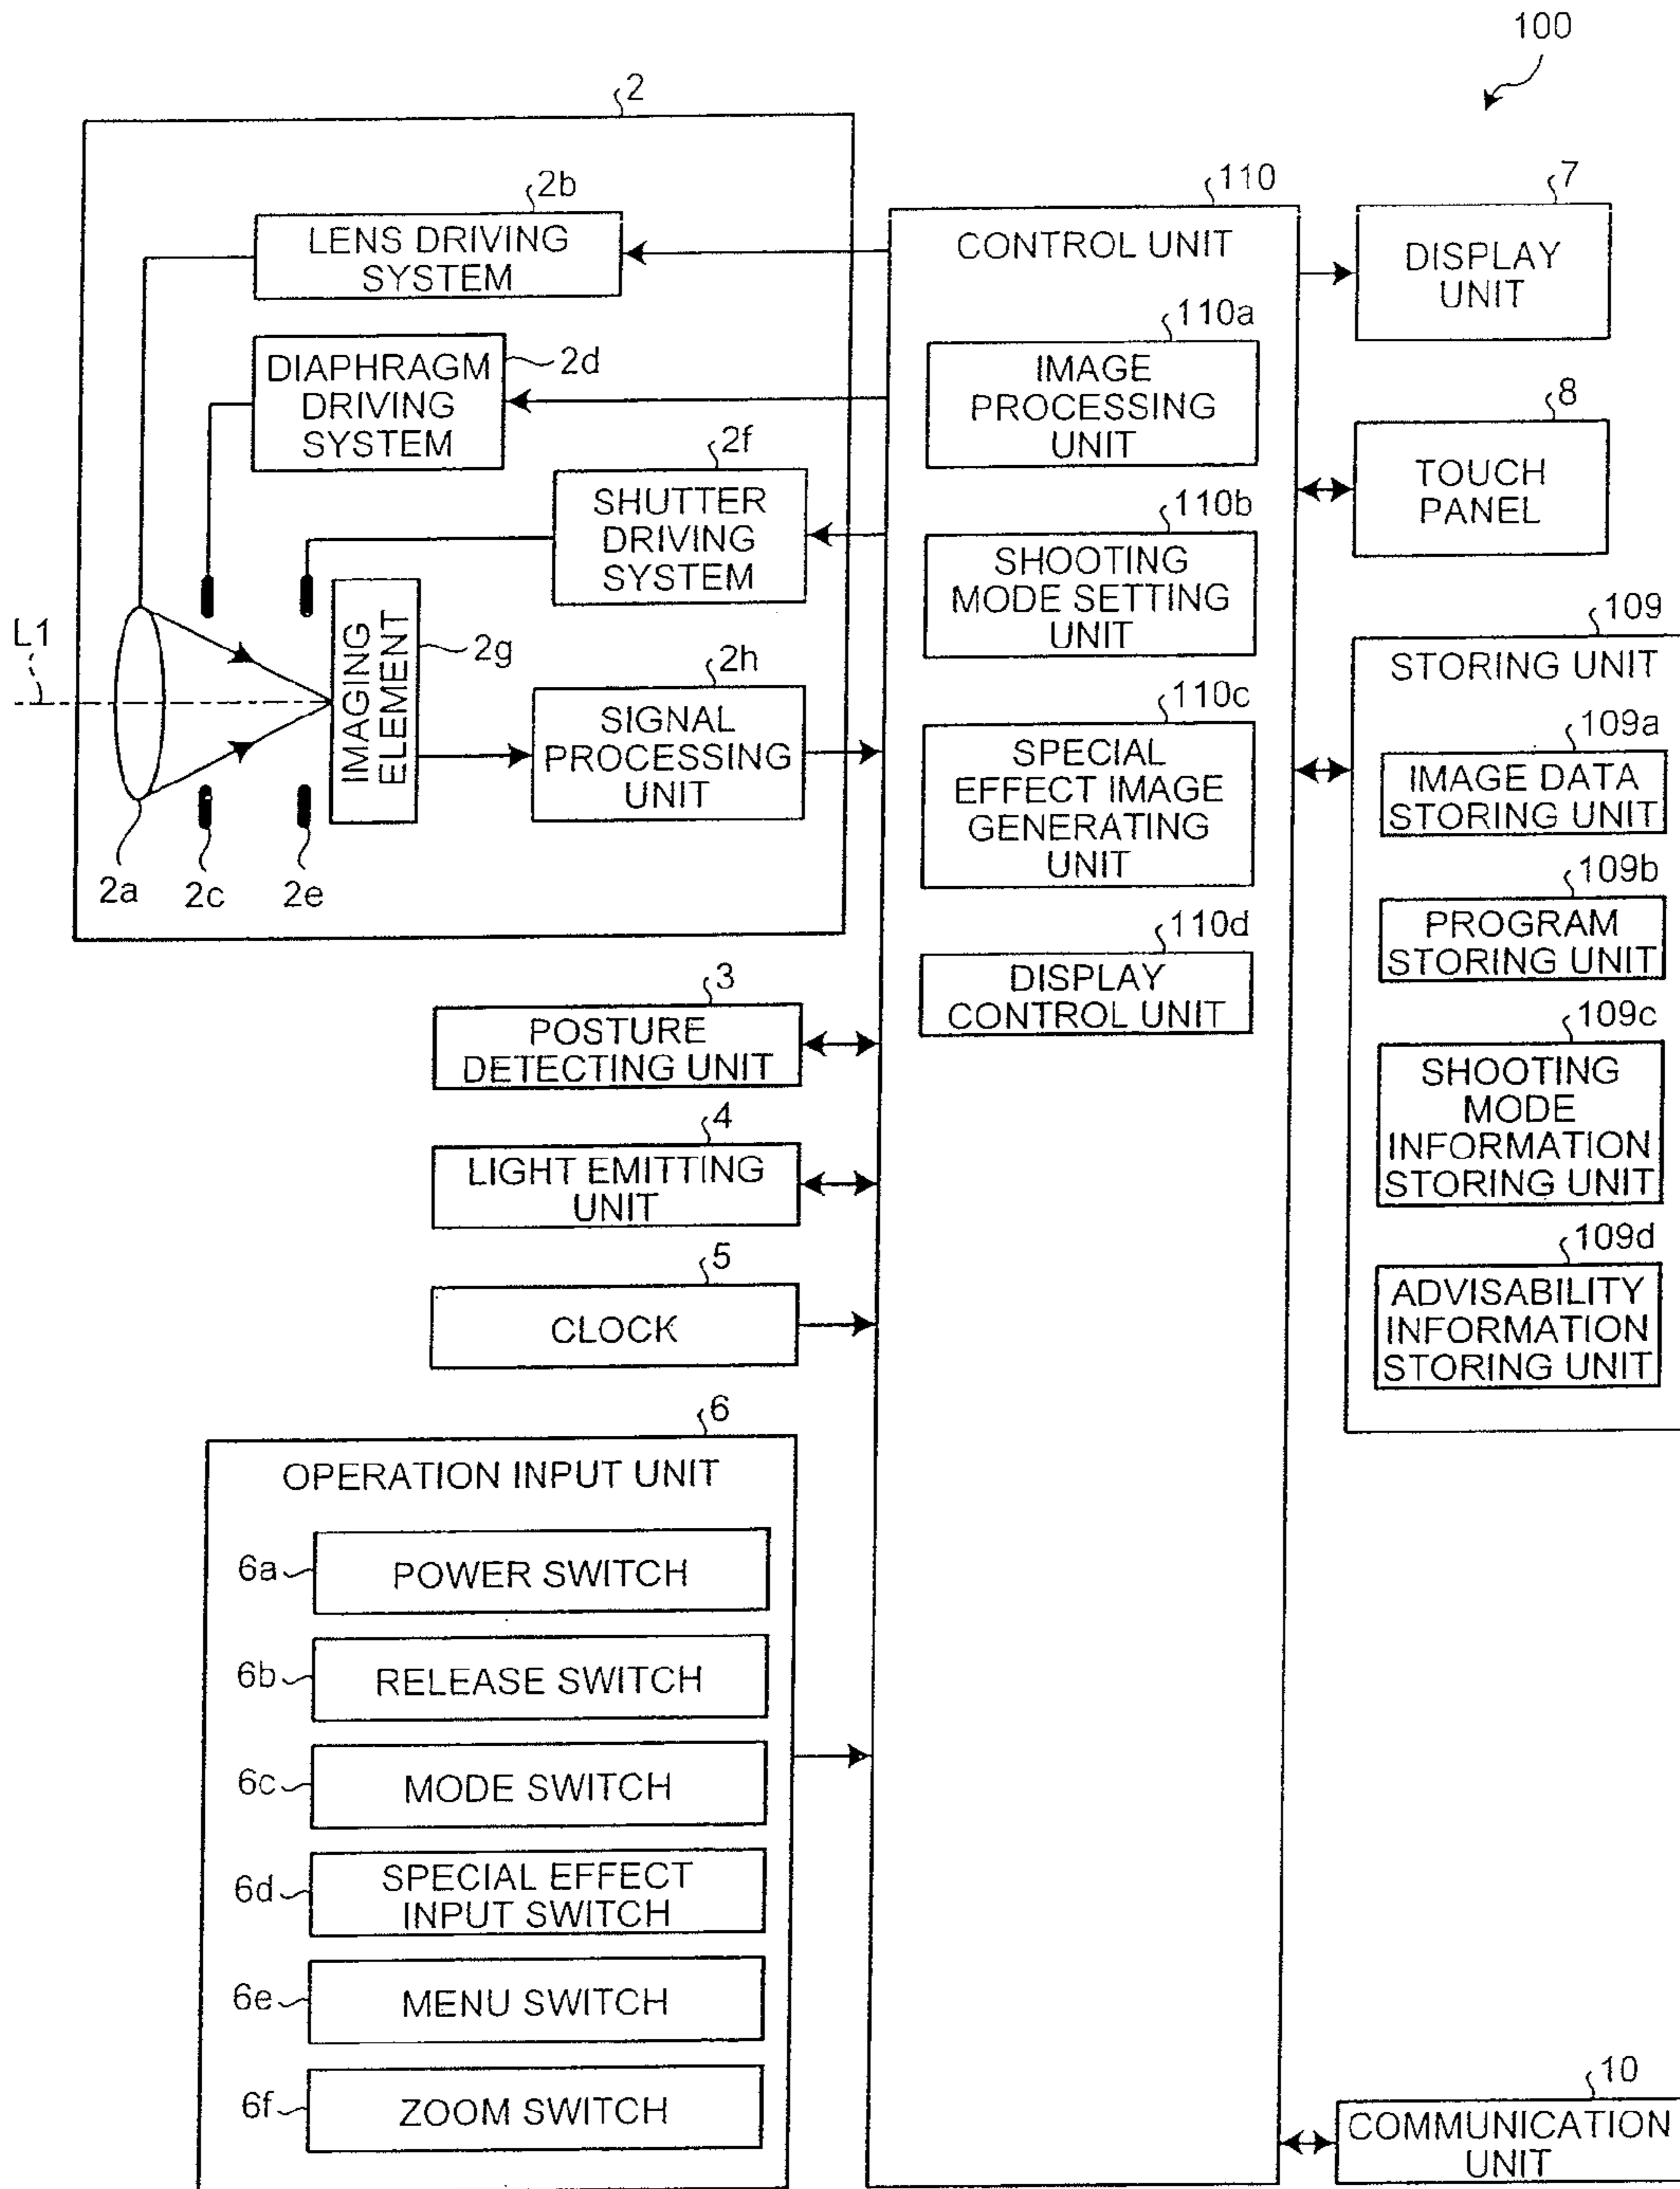 100
2
2b
LENS DRIVING
SYSTEM
DIAPHRAGM
DRIVING
SYSTEM
2d
2f
SHUTTER
DRIVING
SYSTEM
L1
IMAGING
ELEMENT
2g
2h
SIGNAL
PROCESSING
UNIT
2a
2c
2e
3
POSTURE
DETECTING UNIT
4
LIGHT EMITTING
UNIT
5
CLOCK
6
OPERATION INPUT UNIT
6a
POWER SWITCH
6b
RELEASE SWITCH
6c
MODE SWITCH
6d
SPECIAL EFFECT
INPUT SWITCH
6e
MENU SWITCH
6f
ZOOM SWITCH
110
CONTROL UNIT
110a
IMAGE
PROCESSING
UNIT
110b
SHOOTING
MODE SETTING
UNIT
110c
SPECIAL
EFFECT IMAGE
GENERATING
UNIT
110d
DISPLAY
CONTROL UNIT
7
DISPLAY
UNIT
8
TOUCH
PANEL
109
STORING UNIT
109a
IMAGE DATA
STORING UNIT
109b
PROGRAM
STORING UNIT
109c
SHOOTING
MODE
INFORMATION
STORING UNIT
109d
ADVISABILITY
INFORMATION
STORING UNIT
10
COMMUNICATION
UNIT